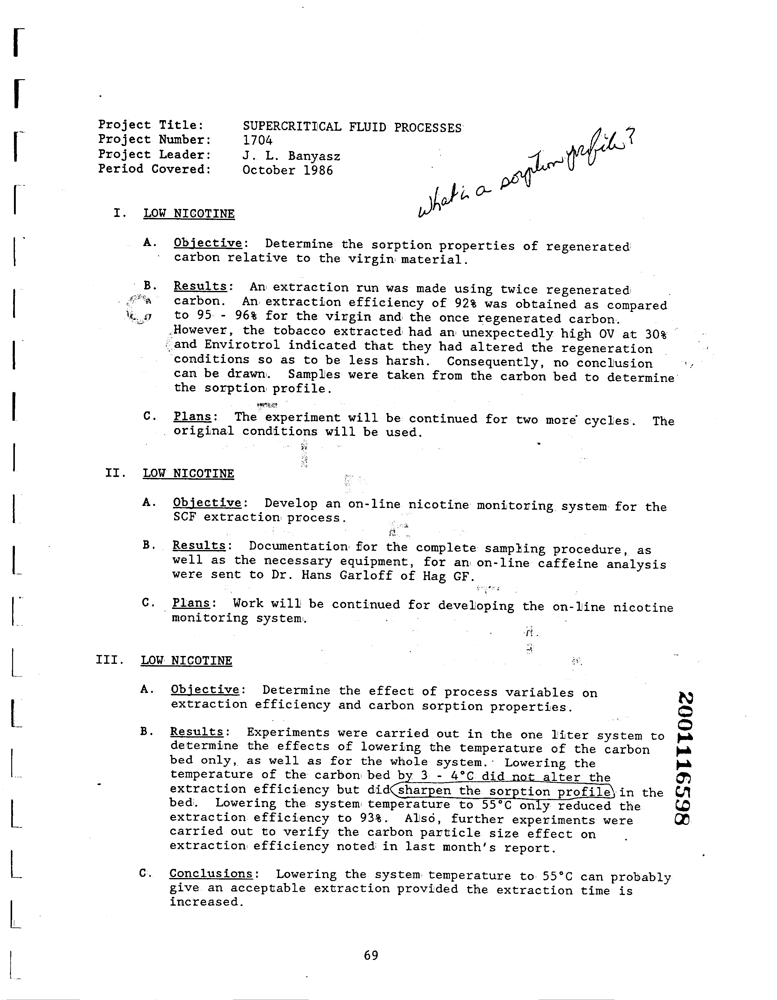 Project Title: SUPERCRITICAL FLUID PROCESSES
Project Number: 1704
Project Leader: J. L. Banyasz
Period Covered: October 1986
what is a sorption profile?
I. LOW NICOTINE
A. Objective: Determine the sorption properties of regenerated
carbon relative to the virgin material.
B. Results: An extraction run was made using twice regenerated
carbon. An extraction efficiency of 92% was obtained as compared
to 95 - 96% for the virgin and the once regenerated carbon.
However, the tobacco extracted had an unexpectedly high OV at 30%
and Envirotrol indicated that they had altered the regeneration
conditions so as to be less harsh. Consequently, no conclusion
can be drawn. Samples were taken from the carbon bed to determine
the sorption profile.
C. Plans: The experiment will be continued for two more cycles. The
original conditions will be used.
II. LOW NICOTINE
A. Objective: Develop an on-line nicotine monitoring system for the
SCF extraction process.
B. Results: Documentation for the complete sampling procedure, as
well as the necessary equipment, for an on-line caffeine analysis
were sent to Dr. Hans Garloff of Hag GF.
C. Plans: Work will be continued for developing the on-line nicotine
monitoring system.
III. LOW NICOTINE
A. Objective: Determine the effect of process variables on
extraction efficiency and carbon sorption properties.
B. Results: Experiments were carried out in the one liter system to
determine the effects of lowering the temperature of the carbon
bed only, as well as for the whole system. Lowering the
temperature of the carbon bed by 3 - 4°C did not alter the
extraction efficiency but did sharpen the sorption profile in the
bed. Lowering the system temperature to 55°C only reduced the
extraction efficiency to 93%. Also, further experiments were
carried out to verify the carbon particle size effect on
extraction efficiency noted in last month's report.
C. Conclusions: Lowering the system temperature to 55°C can probably
give an acceptable extraction provided the extraction time is
increased.
2001116598
69